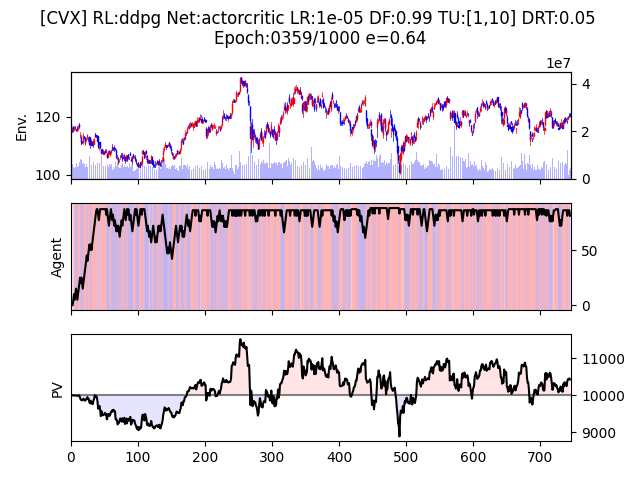 [CVX] RL:ddpg Net:actorcritic LR:1e-05 DF:0.99 TU:[1,10] DRT:0.05
Epoch:0359/1000 e=0.64
1e7
Env.
120
100
4
2
0
Agent
50
0
PV
11000
10000
9000
0 100 200 300 400 500 600 700